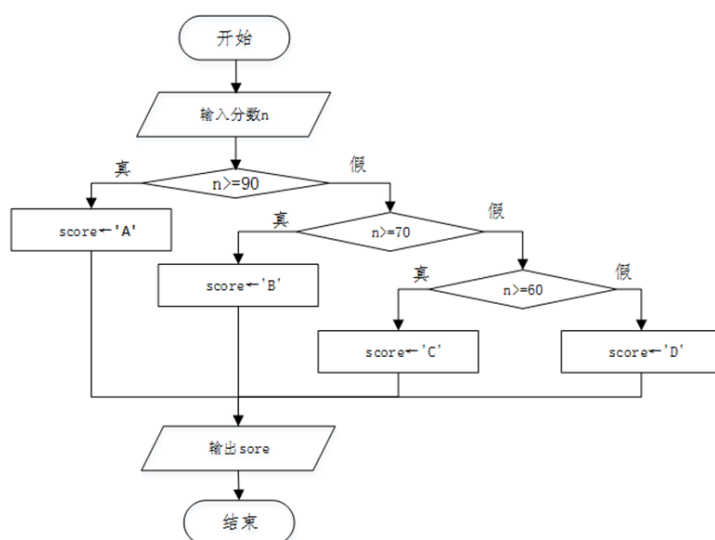 开始
输入分数n
真
假
n>=90
score←'A'
真
假
n>=70
score←'B'
真
假
n>=60
score←'C'
score←'D'
输出sore
结束